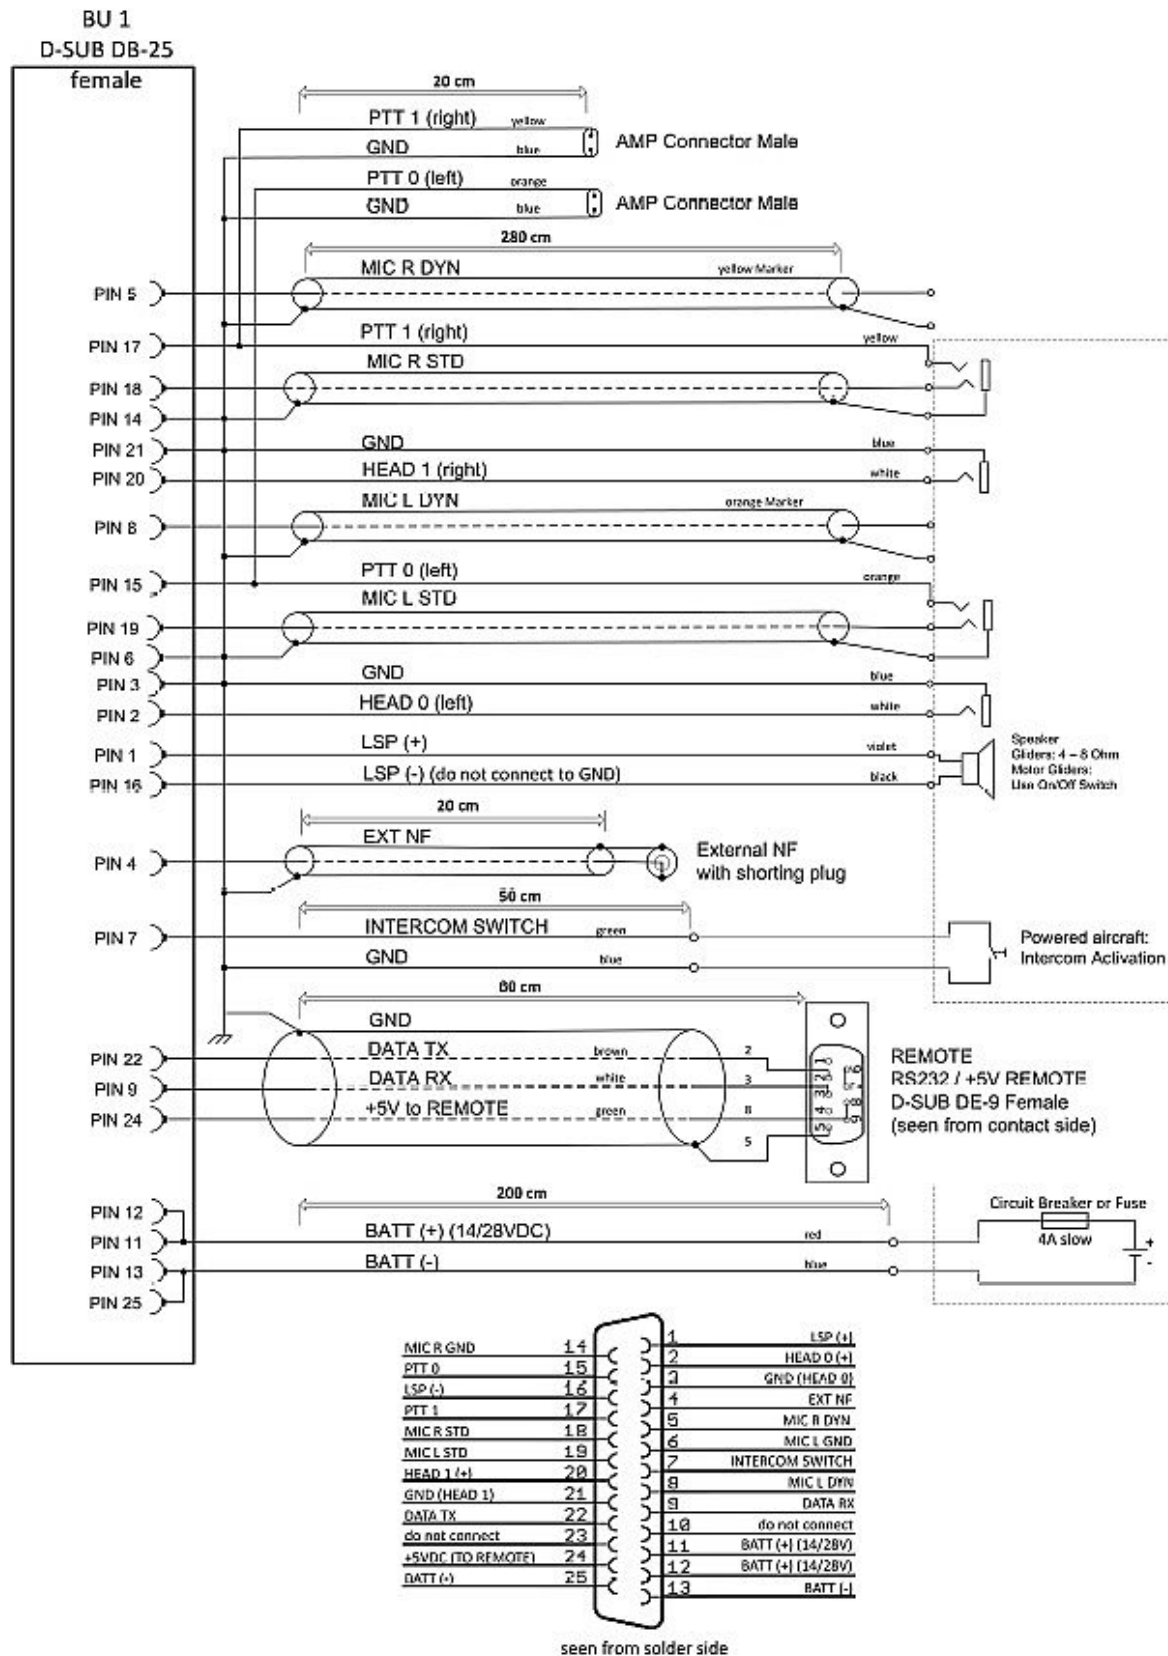 BU 1
D-SUB DB-25
female
20 cm
PTT 1 (right) yellow
GND blue
AMP Connector Male
PTT 0 (left) orange
GND blue
AMP Connector Male
280 cm
MIC R DYN yellow Marker
PIN 5
PTT 1 (right) yellow
PIN 17
MIC R STD
PIN 18
PIN 14
PIN 21 GND blue
PIN 20 HEAD 1 (right) white
MIC L DYN orange Marker
PIN 8
PTT 0 (left) orange
PIN 15
MIC L STD
PIN 19
PIN 6
PIN 3 GND blue
PIN 2 HEAD 0 (left) white
PIN 1 LSP (+) violet
PIN 16 LSP (-) (do not connect to GND) black
Speaker
Gliders: 4 – 8 Ohm
Motor Gliders:
Use On/Off Switch
20 cm
EXT NF
PIN 4
External NF
with shorting plug
50 cm
PIN 7 INTERCOM SWITCH green
GND blue
Powered aircraft:
Intercom Activation
60 cm
GND
PIN 22 DATA TX brown 2
PIN 9 DATA RX white 3
PIN 24 +5V to REMOTE green 8
5
1 2 3 4 5
6 7 8 9
REMOTE
RS232 / +5V REMOTE
D-SUB DE-9 Female
(seen from contact side)
200 cm
PIN 12
PIN 11 BATT (+) (14/28VDC) red
PIN 13 BATT (-) blue
PIN 25
Circuit Breaker or Fuse
4A slow
+
-
MIC R GND 14
PTT 0 15
LSP (-) 16
PTT 1 17
MIC R STD 18
MIC L STD 19
HEAD 1 (+) 20
GND (HEAD 1) 21
DATA TX 22
do not connect 23
+5VDC (TO REMOTE) 24
BATT (-) 25
1 LSP (+)
2 HEAD 0 (+)
3 GND (HEAD 0)
4 EXT NF
5 MIC R DYN
6 MIC L GND
7 INTERCOM SWITCH
8 MIC L DYN
9 DATA RX
10 do not connect
11 BATT (+) (14/28V)
12 BATT (+) (14/28V)
13 BATT (-)
seen from solder side